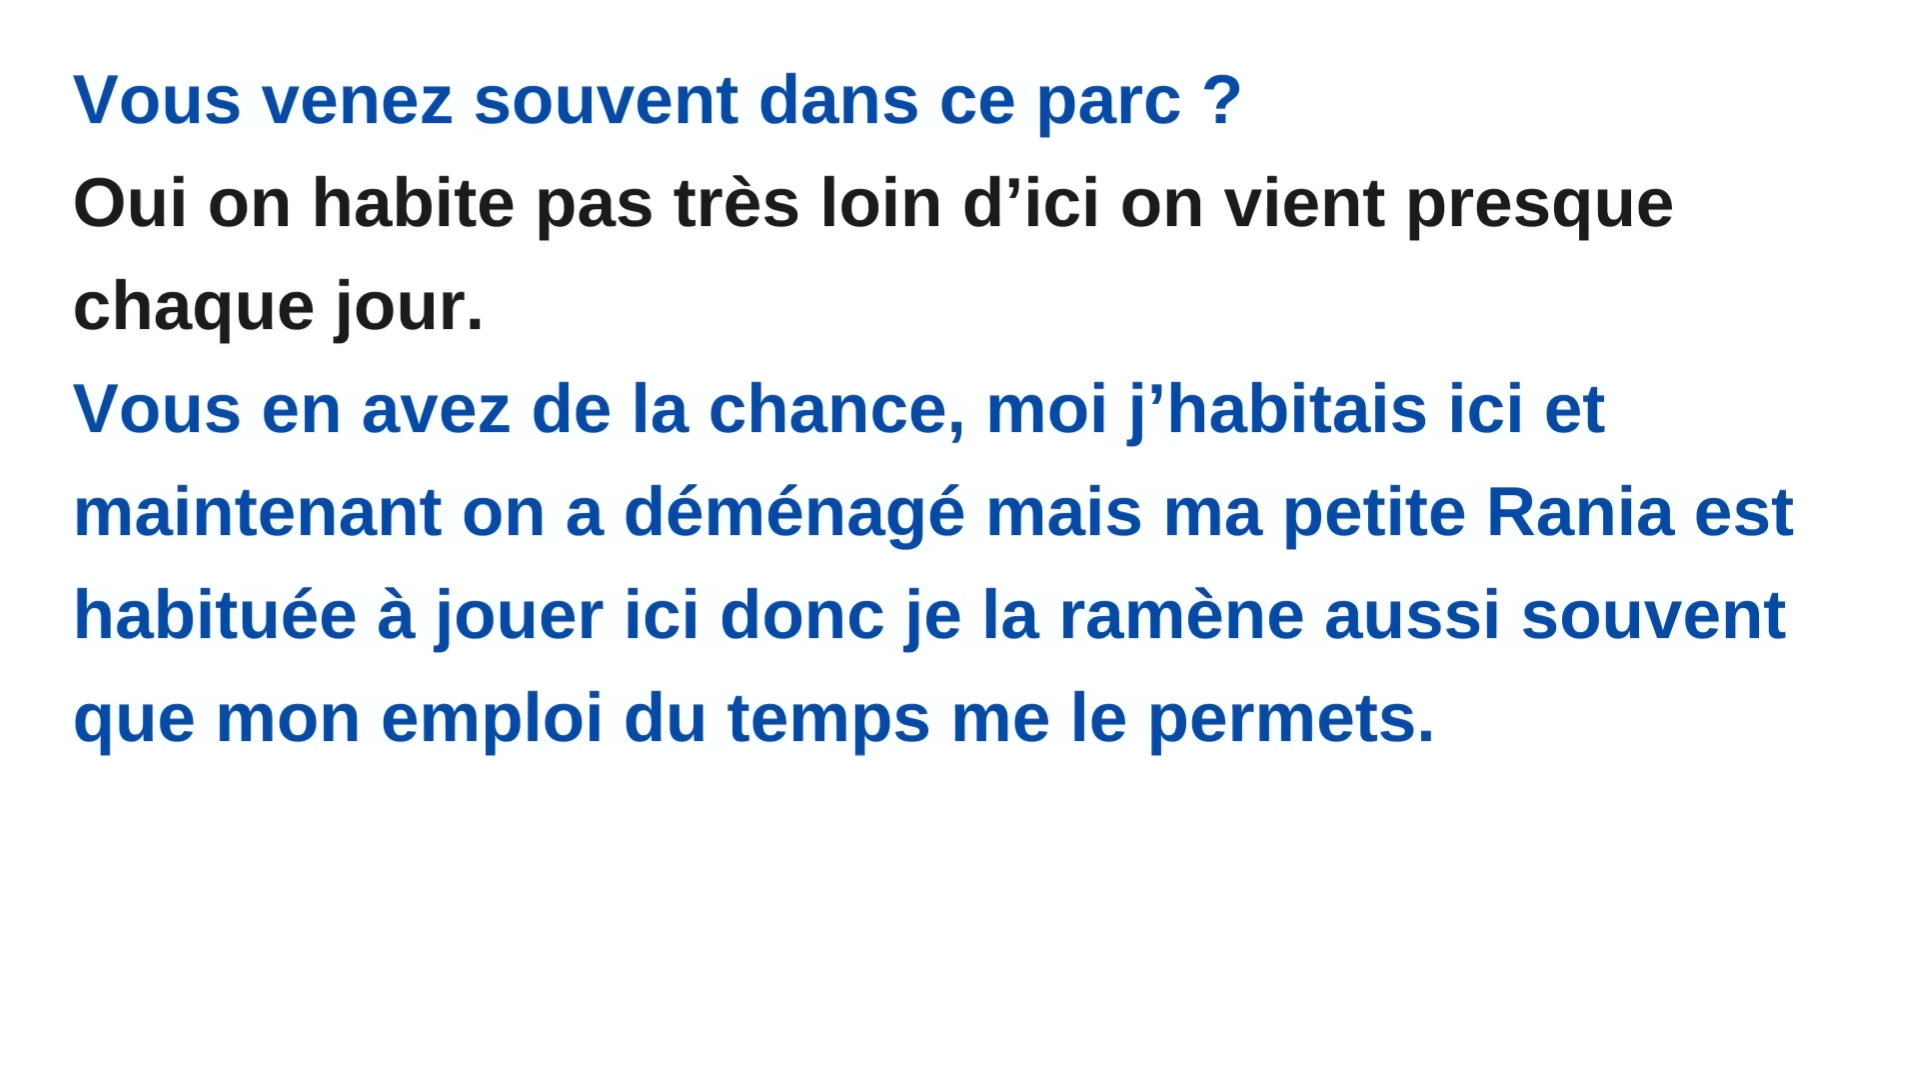 Vous venez souvent dans ce parc ?
Oui on habite pas très loin d’ici on vient presque
chaque jour.
Vous en avez de la chance, moi j’habitais ici et
maintenant on a déménagé mais ma petite Rania est
habituée à jouer ici donc je la ramène aussi souvent
que mon emploi du temps me le permets.